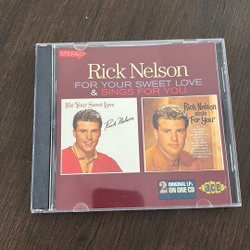 STEREO
Rick Nelson
FOR YOUR SWEET LOVE
& SINGS FOR YOU
For Your Sweet Love
Rick Nelson
Rick Nelson
sings
"For You"
2 ORIGINAL LPs
ON ONE CD
ACE